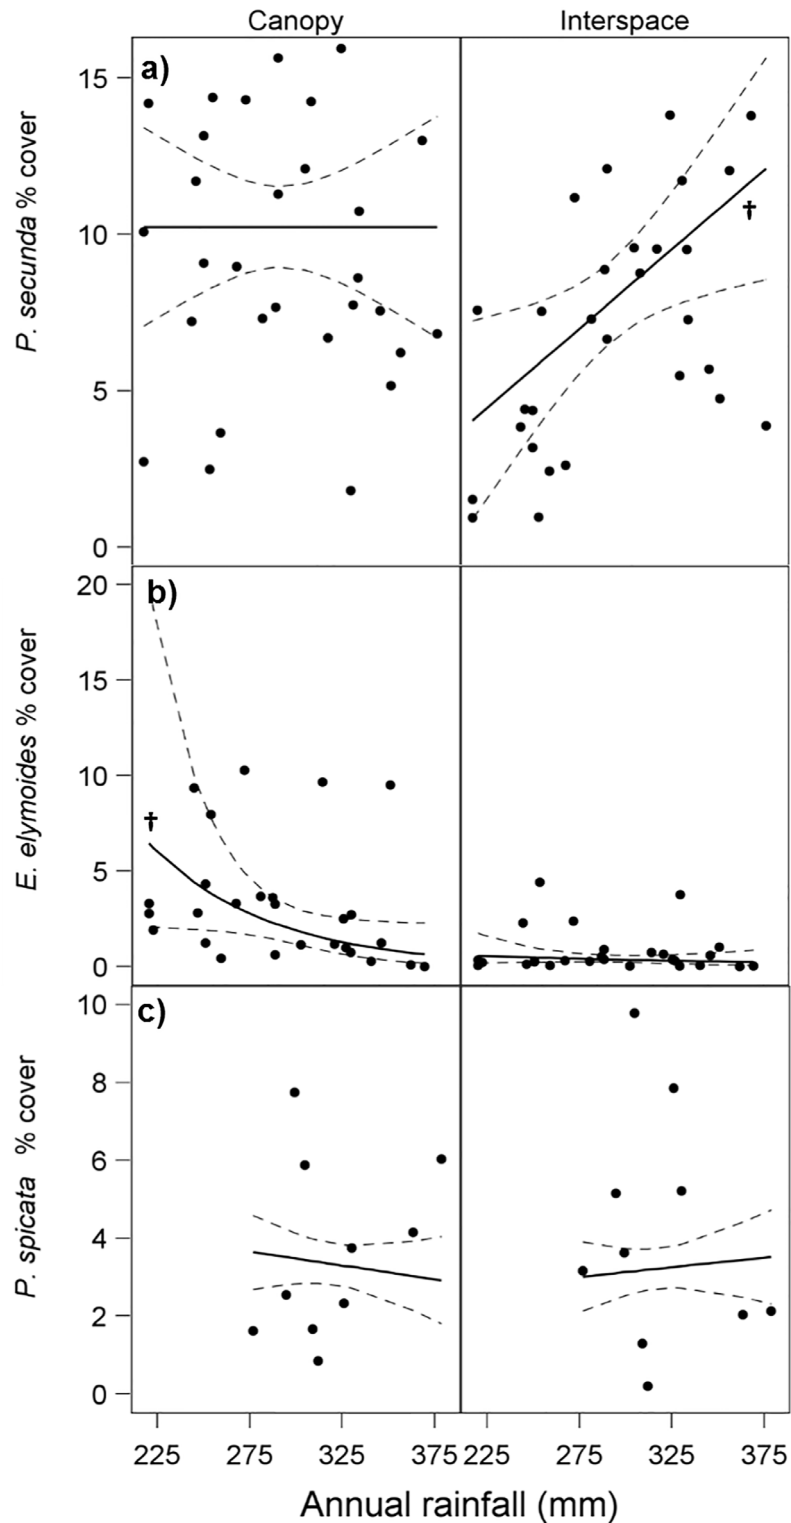 Canopy Interspace
a)
15
10
5
0
P. secunda % cover
†
b)
20
15
10
5
0
E. elymoides % cover
†
c)
10
8
6
4
2
0
P. spicata % cover
225 275 325 375 225 275 325 375
Annual rainfall (mm)